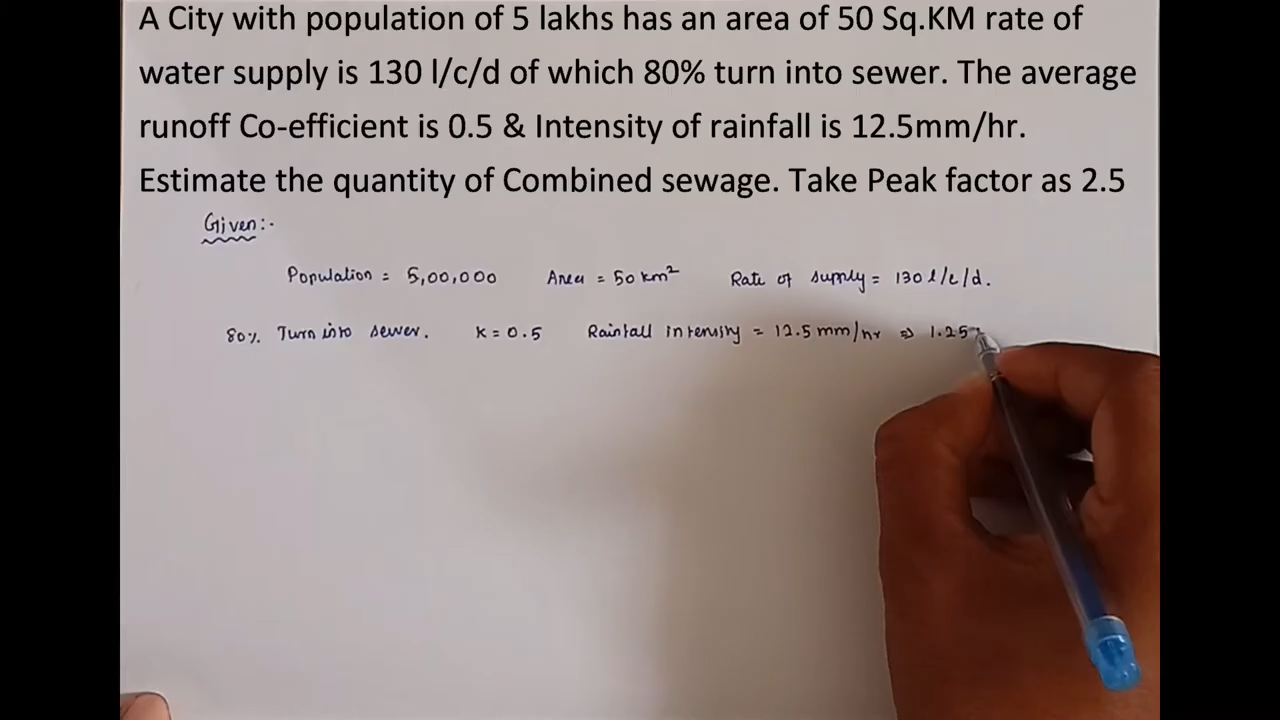 A City with population of 5 lakhs has an area of 50 Sq.KM rate of
water supply is 130 l/c/d of which 80% turn into sewer. The average
runoff Co-efficient is 0.5 & Intensity of rainfall is 12.5mm/hr.
Estimate the quantity of Combined sewage. Take Peak factor as 2.5
Given:-
Population = 5,00,000 Area = 50 km² Rate of supply = 130 l/c/d.
80% Turn into sewer. K = 0.5 Rainfall intensity = 12.5 mm/hr ⇒ 1.25